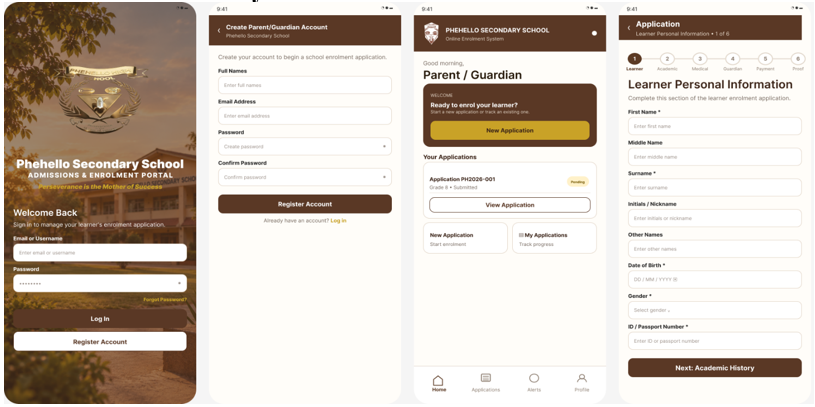 PHEHELLO
SCHOOL
Phehello Secondary School
ADMISSIONS & ENROLMENT PORTAL
Perseverance is the Mother of Success
Welcome Back
Sign in to manage your learner's enrolment application.
Email or Username
Enter email or username
Password
Forgot Password?
Log In
Register Account
9:41
‹ Create Parent/Guardian Account
Phehello Secondary School
Create your account to begin a school enrolment application.
Full Names
Enter full names
Email Address
Enter email address
Password
Create password
Confirm Password
Confirm password
Register Account
Already have an account? Log in
9:41
PHEHELLO SECONDARY SCHOOL
Online Enrolment System
Good morning,
Parent / Guardian
WELCOME
Ready to enrol your learner?
Start a new application or track an existing one.
New Application
Your Applications
Application PH2026-001
Grade 8 • Submitted
Pending
View Application
New Application
Start enrolment
My Applications
Track progress
Home
Applications
Alerts
Profile
9:41
‹ Application
Learner Personal Information • 1 of 6
1 2 3 4 5 6
Learner Academic Medical Guardian Payment Proof
Learner Personal Information
Complete this section of the learner enrolment application.
First Name *
Enter first name
Middle Name
Enter middle name
Surname *
Enter surname
Initials / Nickname
Enter initials or nickname
Other Names
Enter other names
Date of Birth *
DD / MM / YYYY
Gender *
Select gender
ID / Passport Number *
Enter ID or passport number
Next: Academic History